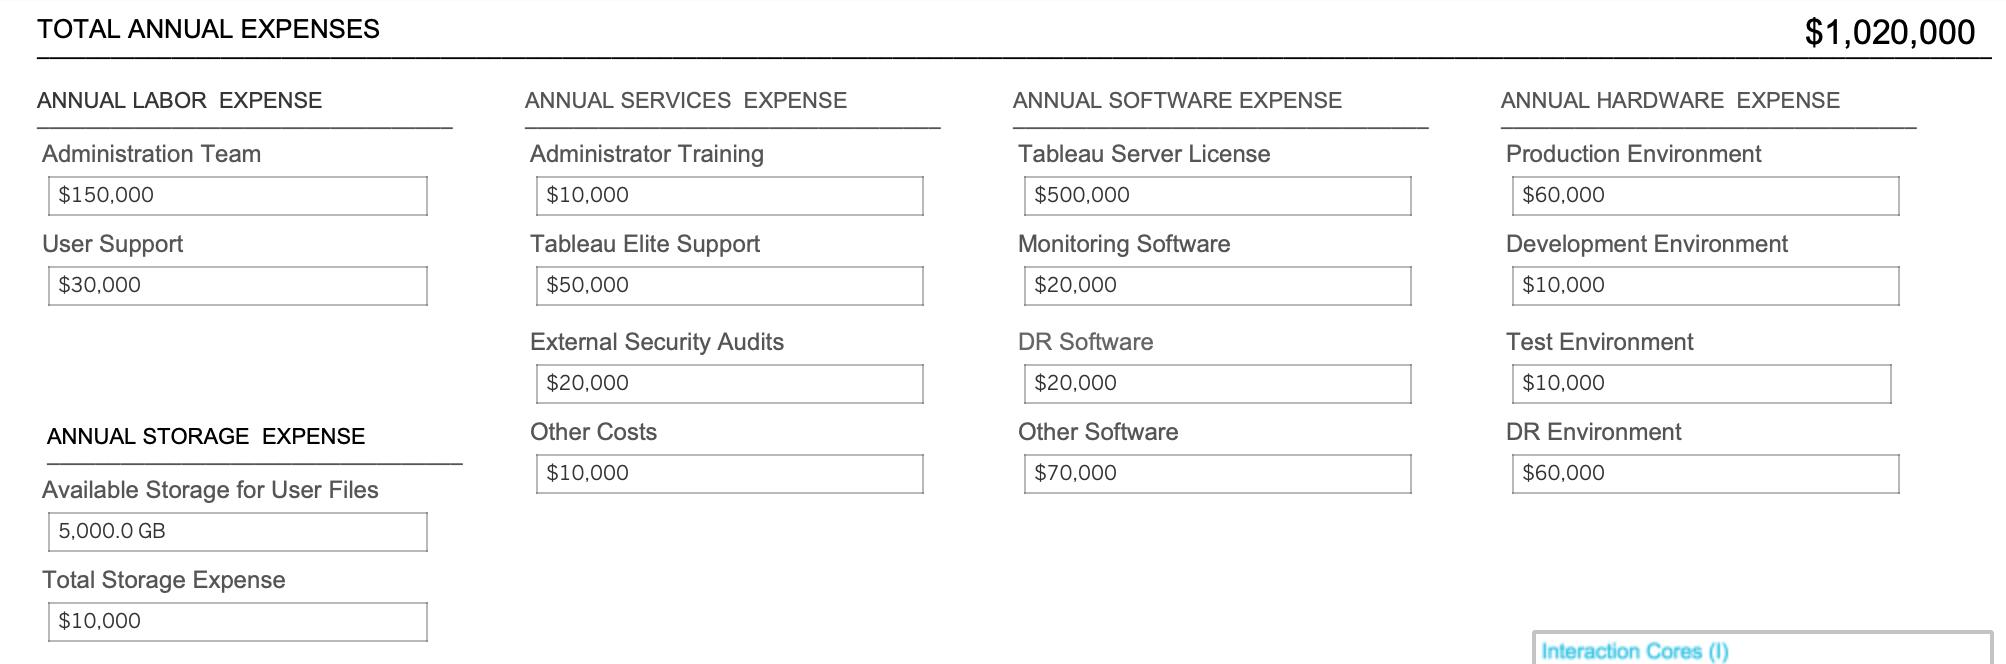 TOTAL ANNUAL EXPENSES
$1,020,000
ANNUAL LABOR EXPENSE
Administration Team
$150,000
User Support
$30,000
ANNUAL STORAGE EXPENSE
Available Storage for User Files
5,000.0 GB
Total Storage Expense
$10,000
ANNUAL SERVICES EXPENSE
Administrator Training
$10,000
Tableau Elite Support
$50,000
External Security Audits
$20,000
Other Costs
$10,000
ANNUAL SOFTWARE EXPENSE
Tableau Server License
$500,000
Monitoring Software
$20,000
DR Software
$20,000
Other Software
$70,000
ANNUAL HARDWARE EXPENSE
Production Environment
$60,000
Development Environment
$10,000
Test Environment
$10,000
DR Environment
$60,000
Interaction Cores (I)